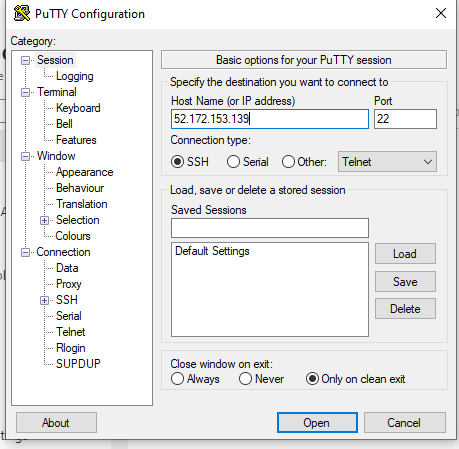 PuTTY Configuration
Category:
Session
Logging
Terminal
Keyboard
Bell
Features
Window
Appearance
Behaviour
Translation
Selection
Colours
Connection
Data
Proxy
SSH
Serial
Telnet
Rlogin
SUPDUP
Basic options for your PuTTY session
Specify the destination you want to connect to
Host Name (or IP address) Port
52.172.153.139 22
Connection type:
SSH Serial Other: Telnet
Load, save or delete a stored session
Saved Sessions
Default Settings
Load
Save
Delete
Close window on exit:
Always Never Only on clean exit
About Open Cancel